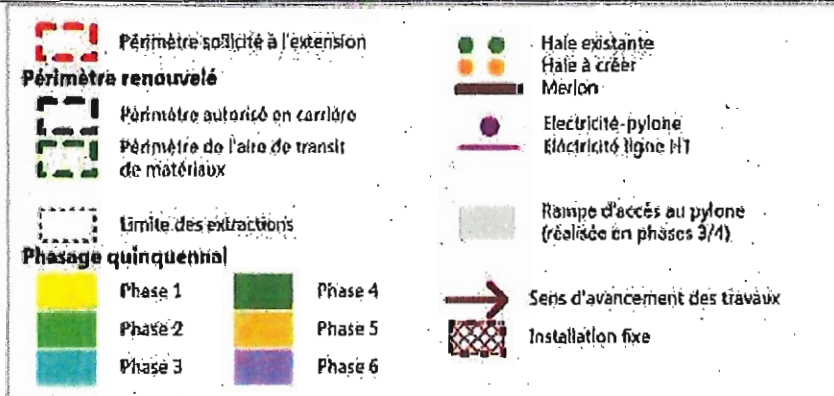 Périmètre sollicité à l'extension
Périmètre renouvelé
Périmètre autorisé en carrière
Périmètre de l'aire de transit
de matériaux
Limite des extractions
Phasage quinquennal
Phase 1
Phase 2
Phase 3
Phase 4
Phase 5
Phase 6
Haie existante
Haie à créer
Merlon
Electricité-pylone
Electricité ligne HT
Rampe d'accès au pylone
(réalisée en phases 3/4)
Sens d'avancement des travaux
Installation fixe